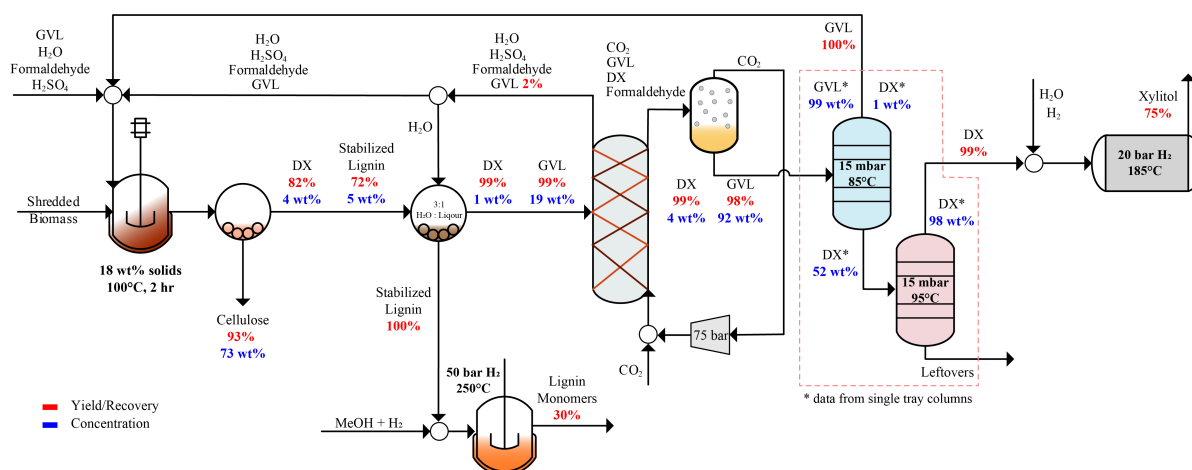 GVL
H₂O
Formaldehyde
H₂SO₄
H₂O
H₂SO₄
Formaldehyde
GVL
H₂O
H₂SO₄
Formaldehyde
GVL 2%
CO₂
GVL
DX
Formaldehyde
CO₂
GVL
100%
GVL*
99 wt%
DX*
1 wt%
H₂O
H₂
Xylitol
75%
Shredded
Biomass
18 wt% solids
100°C, 2 hr
DX
82%
4 wt%
Stabilized
Lignin
72%
5 wt%
H₂O
3:1
H₂O : Liqour
DX
99%
1 wt%
GVL
99%
19 wt%
DX
99%
4 wt%
GVL
98%
92 wt%
15 mbar
85°C
DX
99%
20 bar H₂
185°C
DX*
98 wt%
DX*
52 wt%
15 mbar
95°C
Cellulose
93%
73 wt%
Stabilized
Lignin
100%
75 bar
CO₂
Leftovers
* data from single tray columns
50 bar H₂
250°C
Lignin
Monomers
30%
MeOH + H₂
Yield/Recovery
Concentration